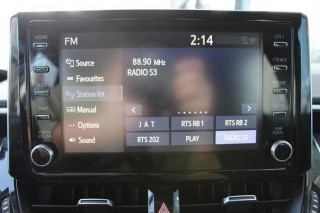 FM 2:14
HOME
Source
88.90 MHz
RADIO S3
Favourites
Station list
Manual
Options
J A T
RTS RB 1
RTS RB 2
Sound
RTS 202
PLAY
RADIO S3